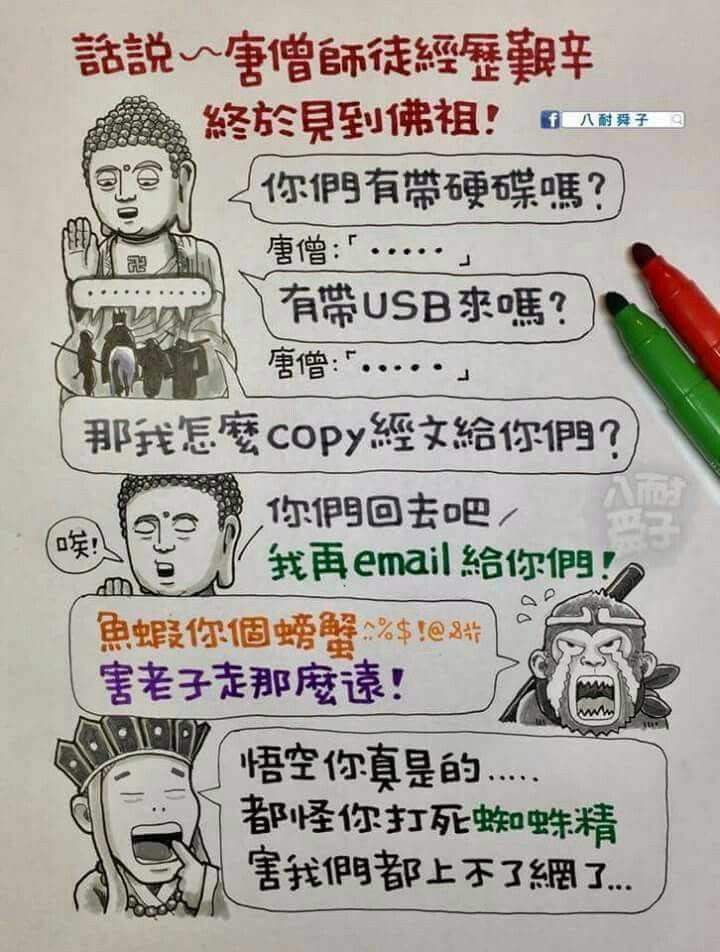 話說～唐僧師徒經歷艱辛
終於見到佛祖!
八耐舜子
你們有帶硬碟嗎?
唐僧:「·····」
有帶USB來嗎?
唐僧:「·····」
那我怎麼copy經文給你們?
唉!
你們回去吧
我再email給你們!
魚蝦你個螃蟹∴%$!@&#
害老子走那麼遠!
悟空你真是的.....
都怪你打死蜘蛛精
害我們都上不了網了...
八耐
舜子
卍
··········